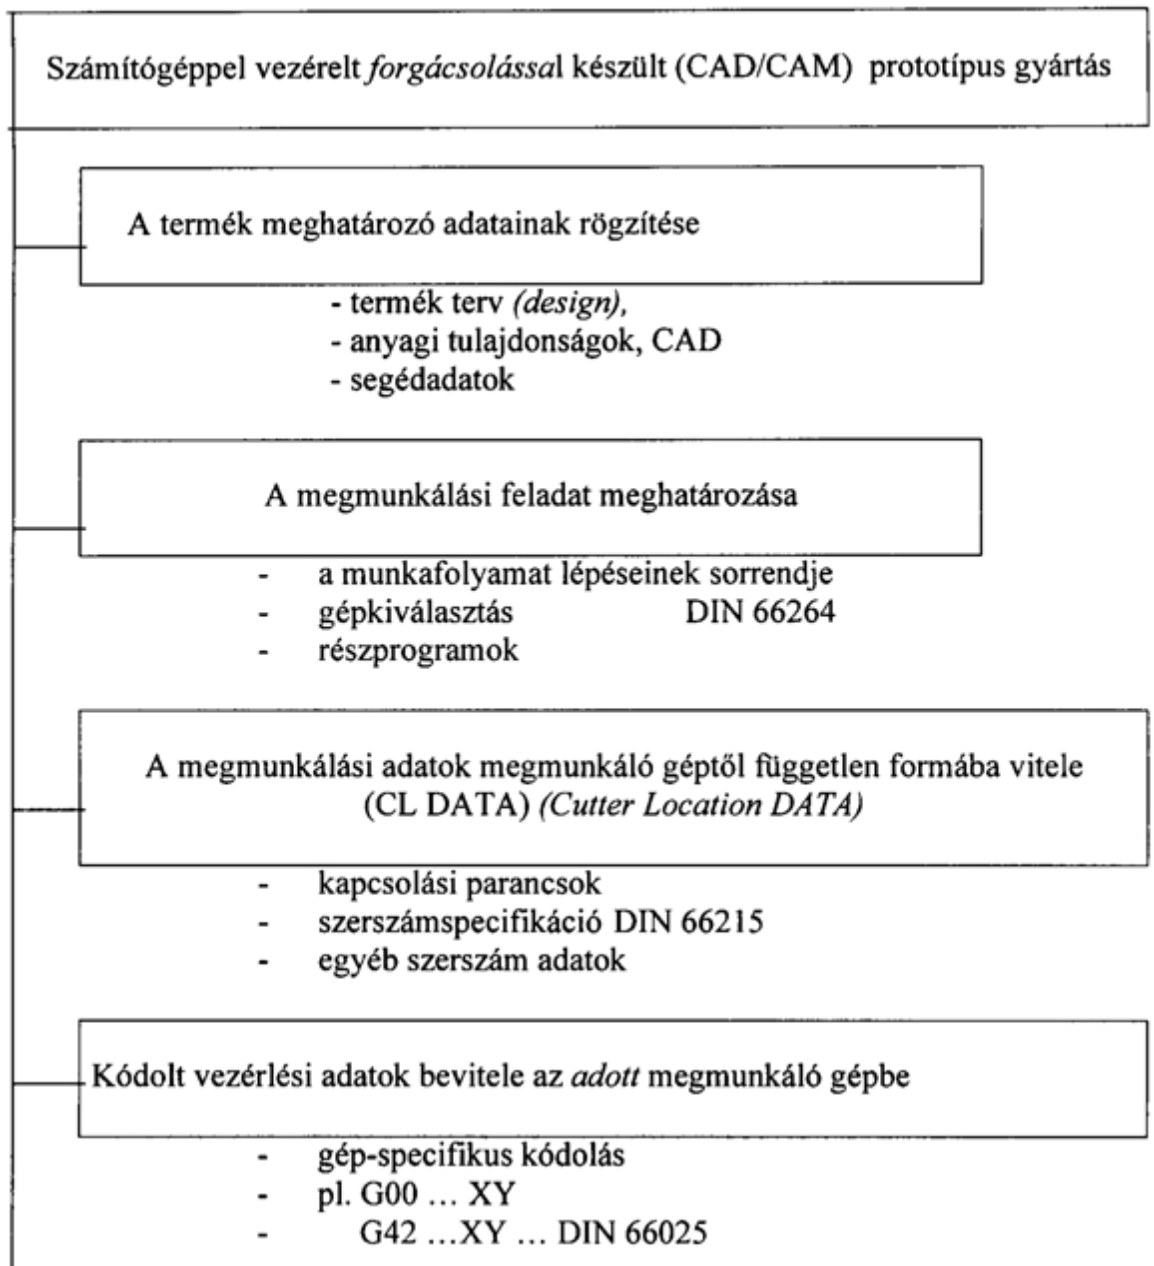 Számítógéppel vezérelt forgácsolással készült (CAD/CAM) prototípus gyártás
A termék meghatározó adatainak rögzítése
- termék terv (design),
- anyagi tulajdonságok, CAD
- segédadatok
A megmunkálási feladat meghatározása
- a munkafolyamat lépéseinek sorrendje
- gépkiválasztás DIN 66264
- részprogramok
A megmunkálási adatok megmunkáló géptől független formába vitele
(CL DATA) (Cutter Location DATA)
- kapcsolási parancsok
- szerszámspecifikáció DIN 66215
- egyéb szerszám adatok
Kódolt vezérlési adatok bevitele az adott megmunkáló gépbe
- gép-specifikus kódolás
- pl. G00 ... XY
- G42 ...XY ... DIN 66025